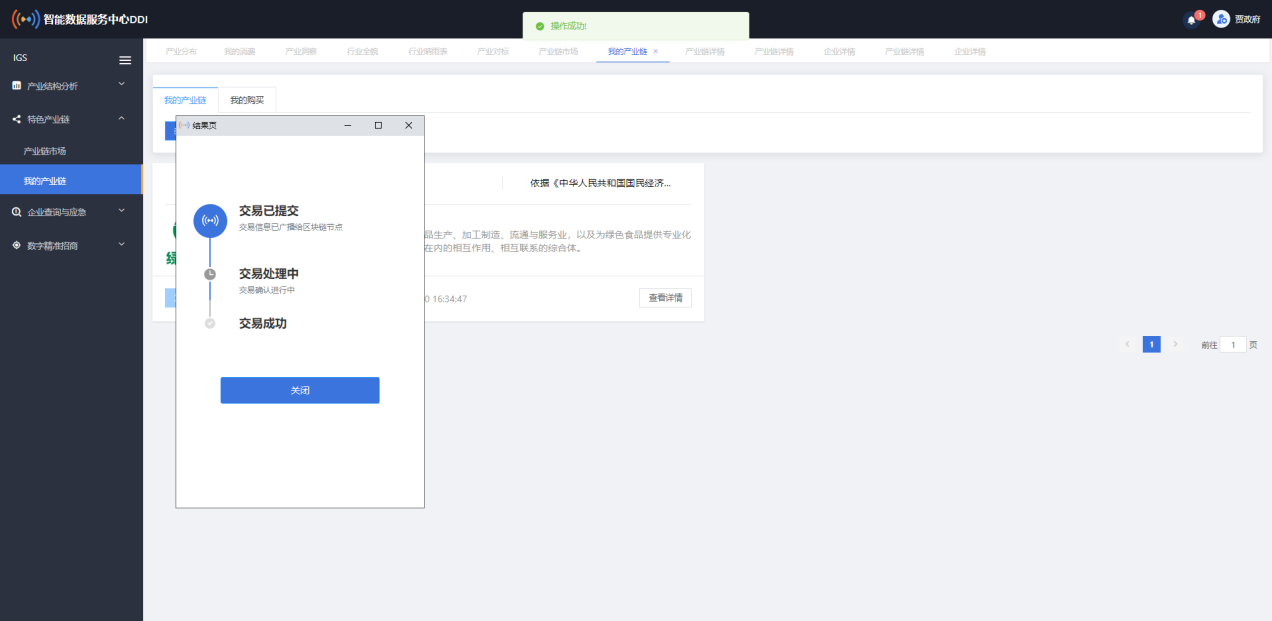 智能数据服务中心DDI
操作成功!
1
贾政府
IGS
产业结构分析
特色产业链
产业链市场
我的产业链
企业查询与应急
数字精准招商
产业分布
我的消费
产业洞察
行业全貌
行业晴雨表
产业对标
产业链市场
我的产业链 ×
产业链详情
产业链详情
企业详情
产业链详情
企业详情
我的产业链
我的购买
结果页
交易已提交
交易信息已广播给区块链节点
交易处理中
交易确认进行中
交易成功
关闭
依据《中华人民共和国国民经济...
品生产、加工制造、流通与服务业，以及为绿色食品提供专业化
在内的相互作用、相互联系的综合体。
绿
0 16:34:47
查看详情
1
前往 1 页